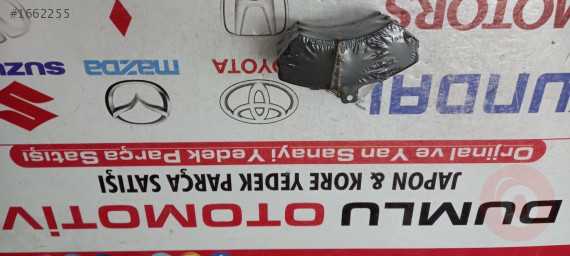 #1662255
MOTORS
SUZUKI mazda TOYOTA
UNDAI
Orjinal ve Yan Sanayi Yedek Parça Satışı
JAPON & KORE YEDEK PARÇA SATIŞI
DUMLU OTOMOTİV